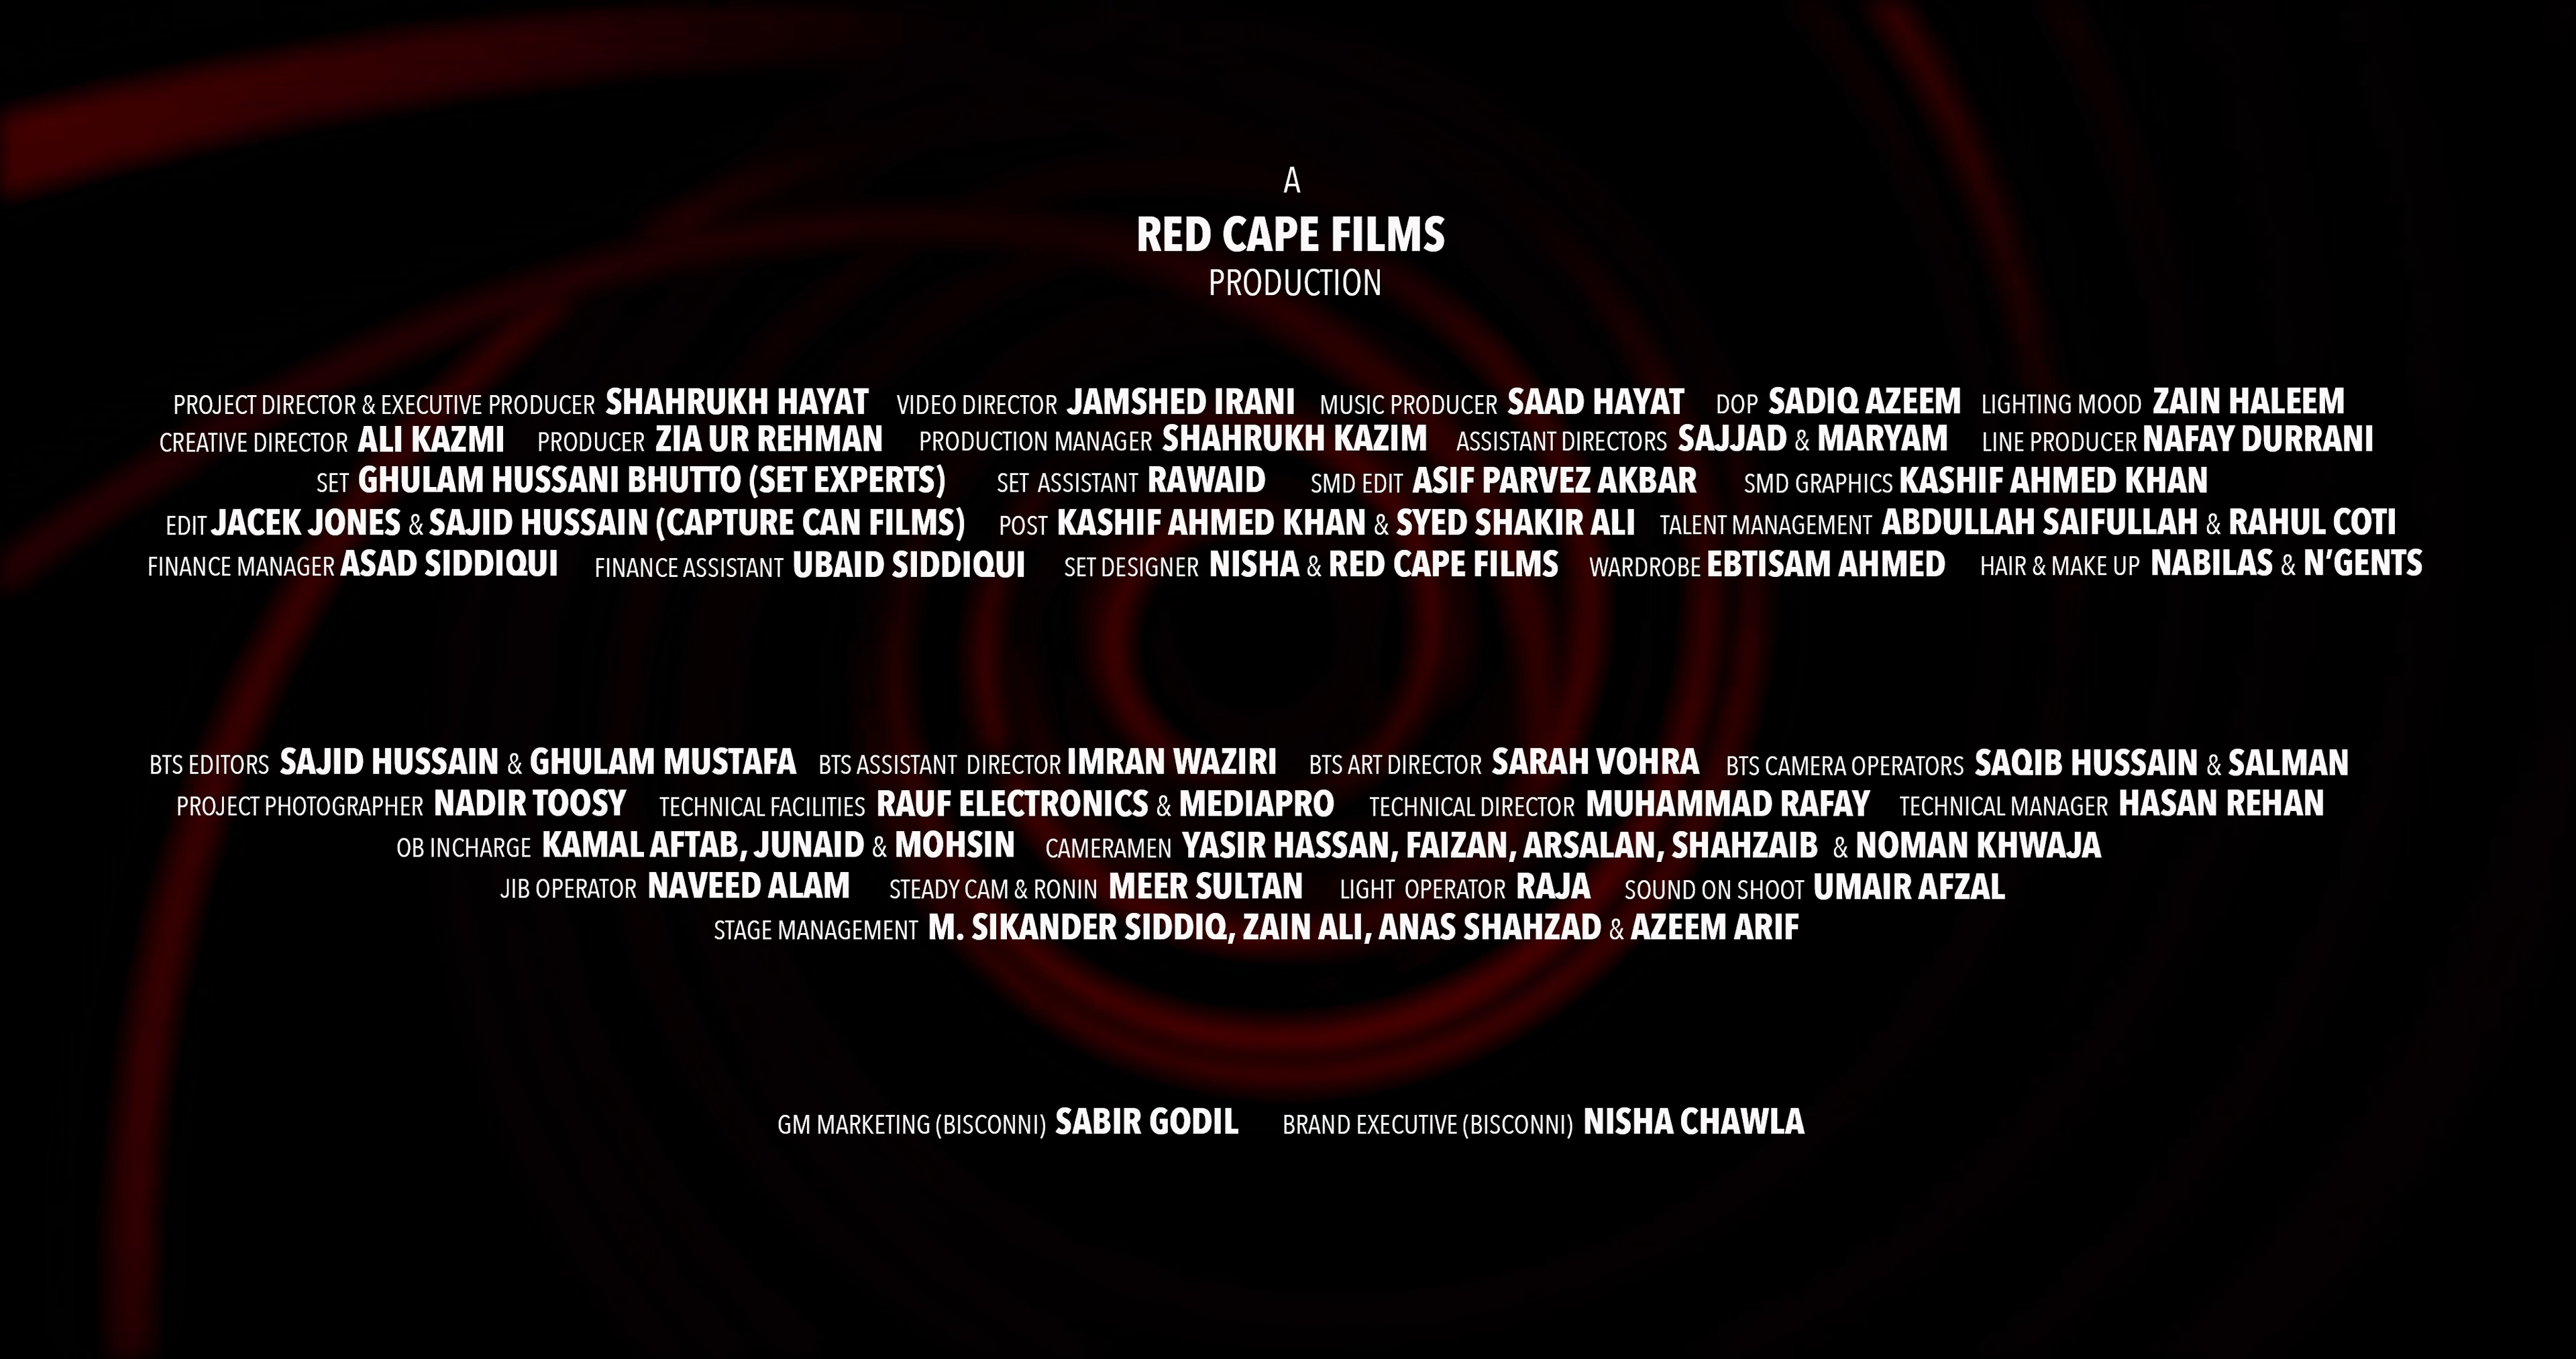 A
RED CAPE FILMS
PRODUCTION
PROJECT DIRECTOR & EXECUTIVE PRODUCER SHAHRUKH HAYAT VIDEO DIRECTOR JAMSHED IRANI MUSIC PRODUCER SAAD HAYAT DOP SADIQ AZEEM LIGHTING MOOD ZAIN HALEEM
CREATIVE DIRECTOR ALI KAZMI PRODUCER ZIA UR REHMAN PRODUCTION MANAGER SHAHRUKH KAZIM ASSISTANT DIRECTORS SAJJAD & MARYAM LINE PRODUCER NAFAY DURRANI
SET GHULAM HUSSANI BHUTTO (SET EXPERTS) SET ASSISTANT RAWAID SMD EDIT ASIF PARVEZ AKBAR SMD GRAPHICS KASHIF AHMED KHAN
EDIT JACEK JONES & SAJID HUSSAIN (CAPTURE CAN FILMS) POST KASHIF AHMED KHAN & SYED SHAKIR ALI TALENT MANAGEMENT ABDULLAH SAIFULLAH & RAHUL COTI
FINANCE MANAGER ASAD SIDDIQUI FINANCE ASSISTANT UBAID SIDDIQUI SET DESIGNER NISHA & RED CAPE FILMS WARDROBE EBTISAM AHMED HAIR & MAKE UP NABILAS & N’GENTS
BTS EDITORS SAJID HUSSAIN & GHULAM MUSTAFA BTS ASSISTANT DIRECTOR IMRAN WAZIRI BTS ART DIRECTOR SARAH VOHRA BTS CAMERA OPERATORS SAQIB HUSSAIN & SALMAN
PROJECT PHOTOGRAPHER NADIR TOOSY TECHNICAL FACILITIES RAUF ELECTRONICS & MEDIAPRO TECHNICAL DIRECTOR MUHAMMAD RAFAY TECHNICAL MANAGER HASAN REHAN
OB INCHARGE KAMAL AFTAB, JUNAID & MOHSIN CAMERAMEN YASIR HASSAN, FAIZAN, ARSALAN, SHAHZAIB & NOMAN KHWAJA
JIB OPERATOR NAVEED ALAM STEADY CAM & RONIN MEER SULTAN LIGHT OPERATOR RAJA SOUND ON SHOOT UMAIR AFZAL
STAGE MANAGEMENT M. SIKANDER SIDDIQ, ZAIN ALI, ANAS SHAHZAD & AZEEM ARIF
GM MARKETING (BISCONNI) SABIR GODIL BRAND EXECUTIVE (BISCONNI) NISHA CHAWLA